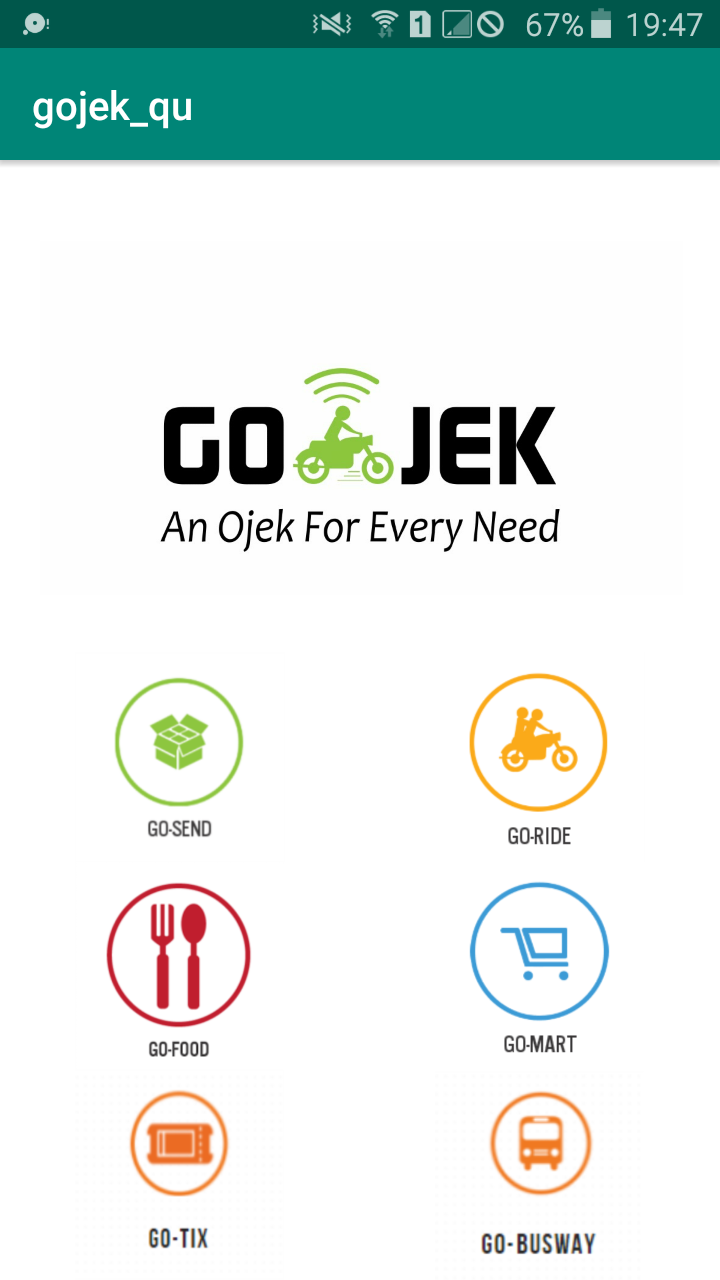 67% 19:47
gojek_qu
GO JEK
An Ojek For Every Need
GO-SEND GO-RIDE
GO-FOOD GO-MART
GO-TIX GO-BUSWAY